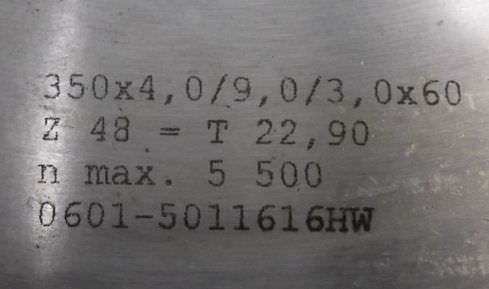 350x4,0/9,0/3,0x60
Z 48 = T 22,90
n max. 5 500
0601-5011616HW